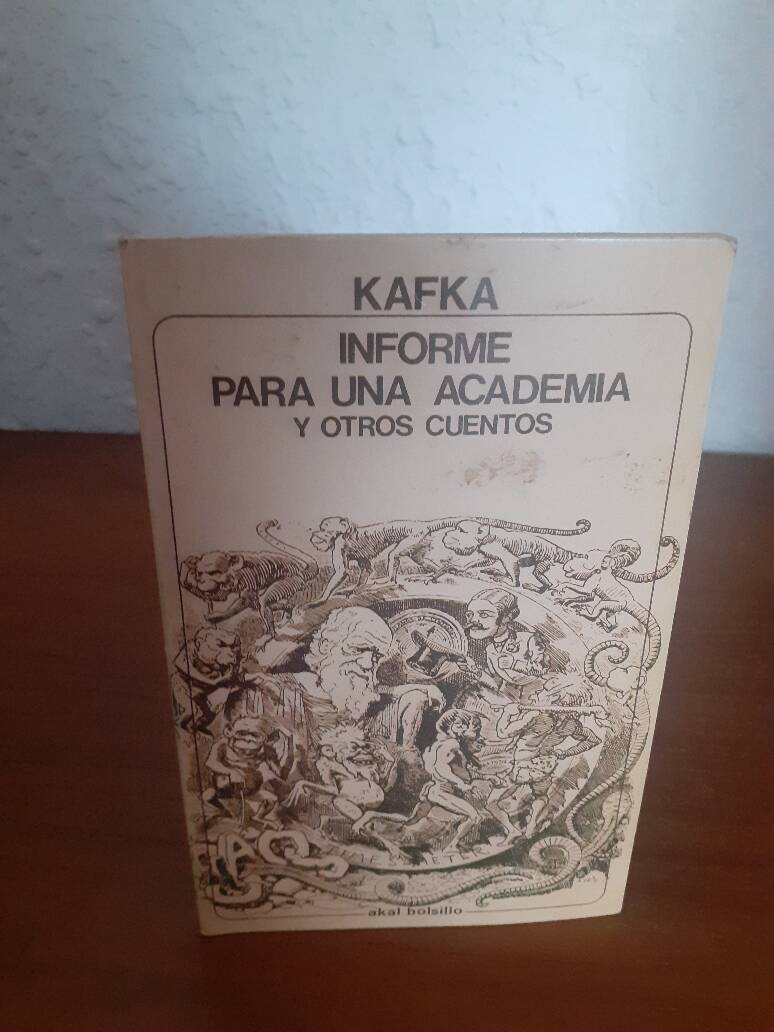 KAFKA
INFORME
PARA UNA ACADEMIA
Y OTROS CUENTOS
akal bolsillo